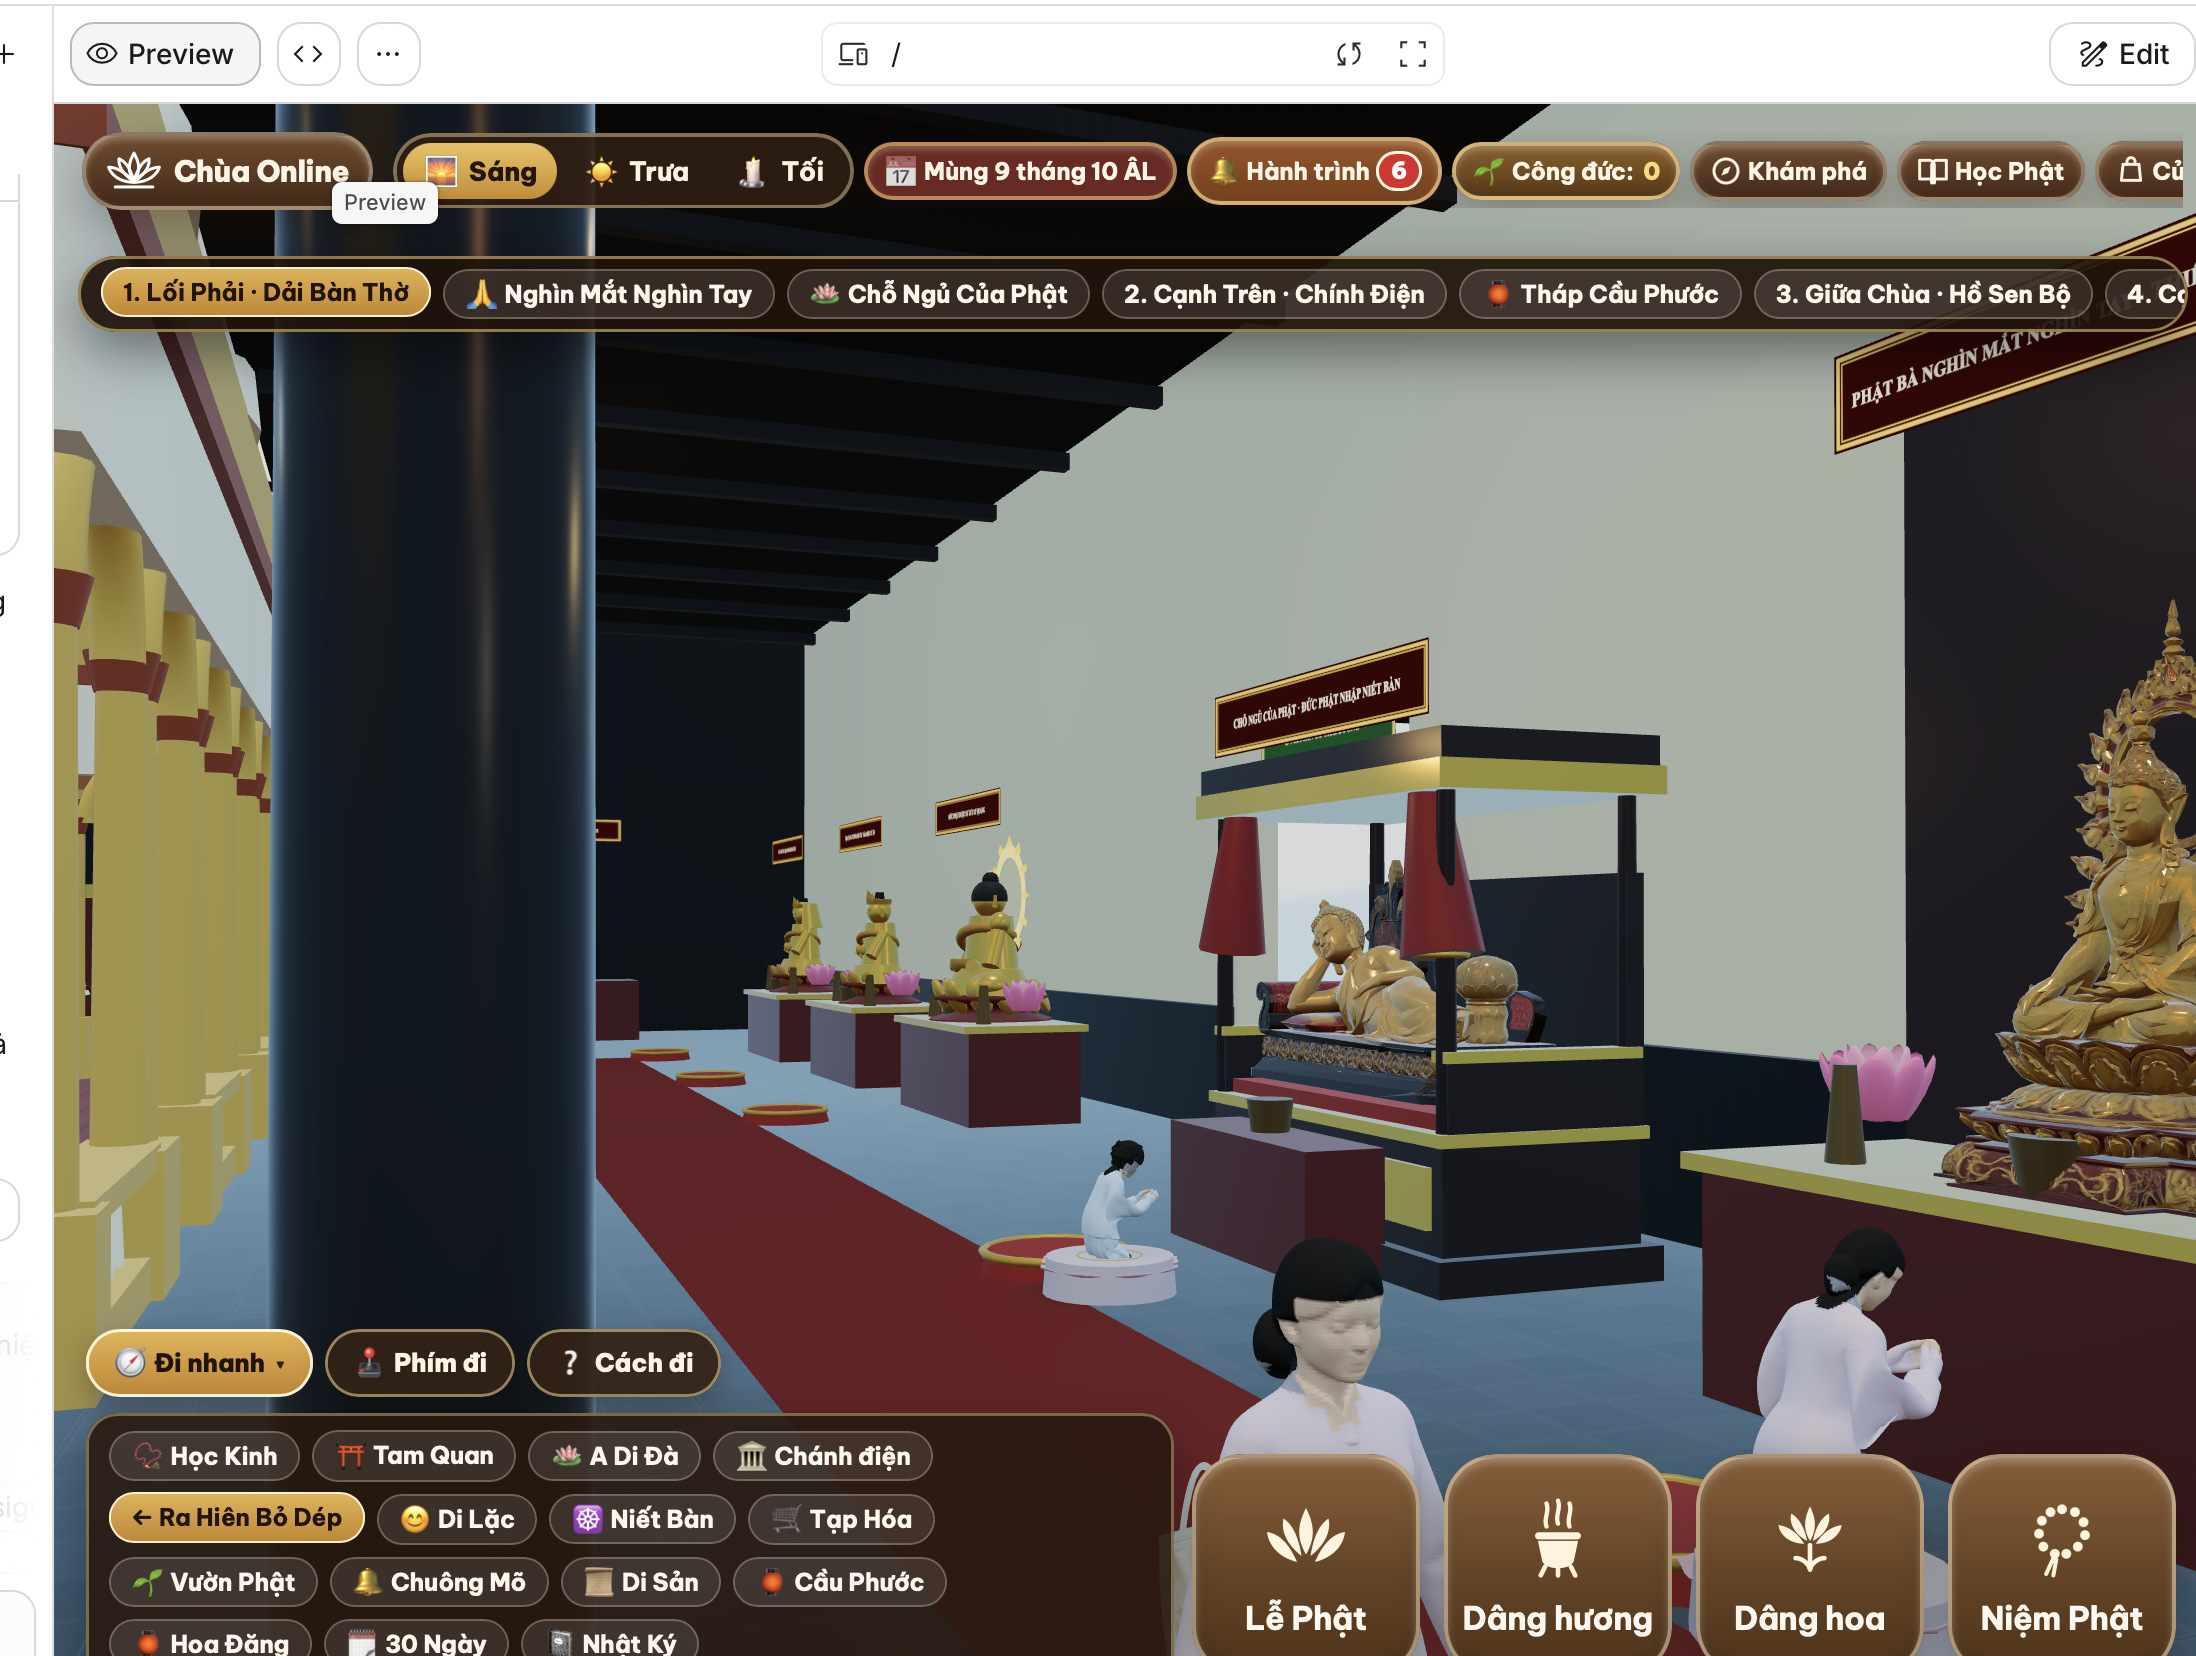 Preview
/
Edit
Chùa Online
Sáng
Trưa
Tối
17
Mùng 9 tháng 10 ÂL
Hành trình 6
Công đức: 0
Khám phá
Học Phật
Preview
1. Lối Phải · Dải Bàn Thờ
Nghìn Mắt Nghìn Tay
Chỗ Ngủ Của Phật
2. Cạnh Trên · Chính Điện
Tháp Cầu Phước
3. Giữa Chùa · Hồ Sen Bộ
4.
PHẬT BÀ NGHÌN MẮT NGHÌN TAY
CHỖ NGỦ CỦA PHẬT · ĐỨC PHẬT NHẬP NIẾT BÀN
Đi nhanh ▾
Phím đi
? Cách đi
Học Kinh
Tam Quan
A Di Đà
Chánh điện
← Ra Hiên Bỏ Dép
Di Lặc
Niết Bàn
Tạp Hóa
Vườn Phật
Chuông Mõ
Di Sản
Cầu Phước
Hoa Đăng
30 Ngày
Nhật Ký
Lễ Phật
Dâng hương
Dâng hoa
Niệm Phật